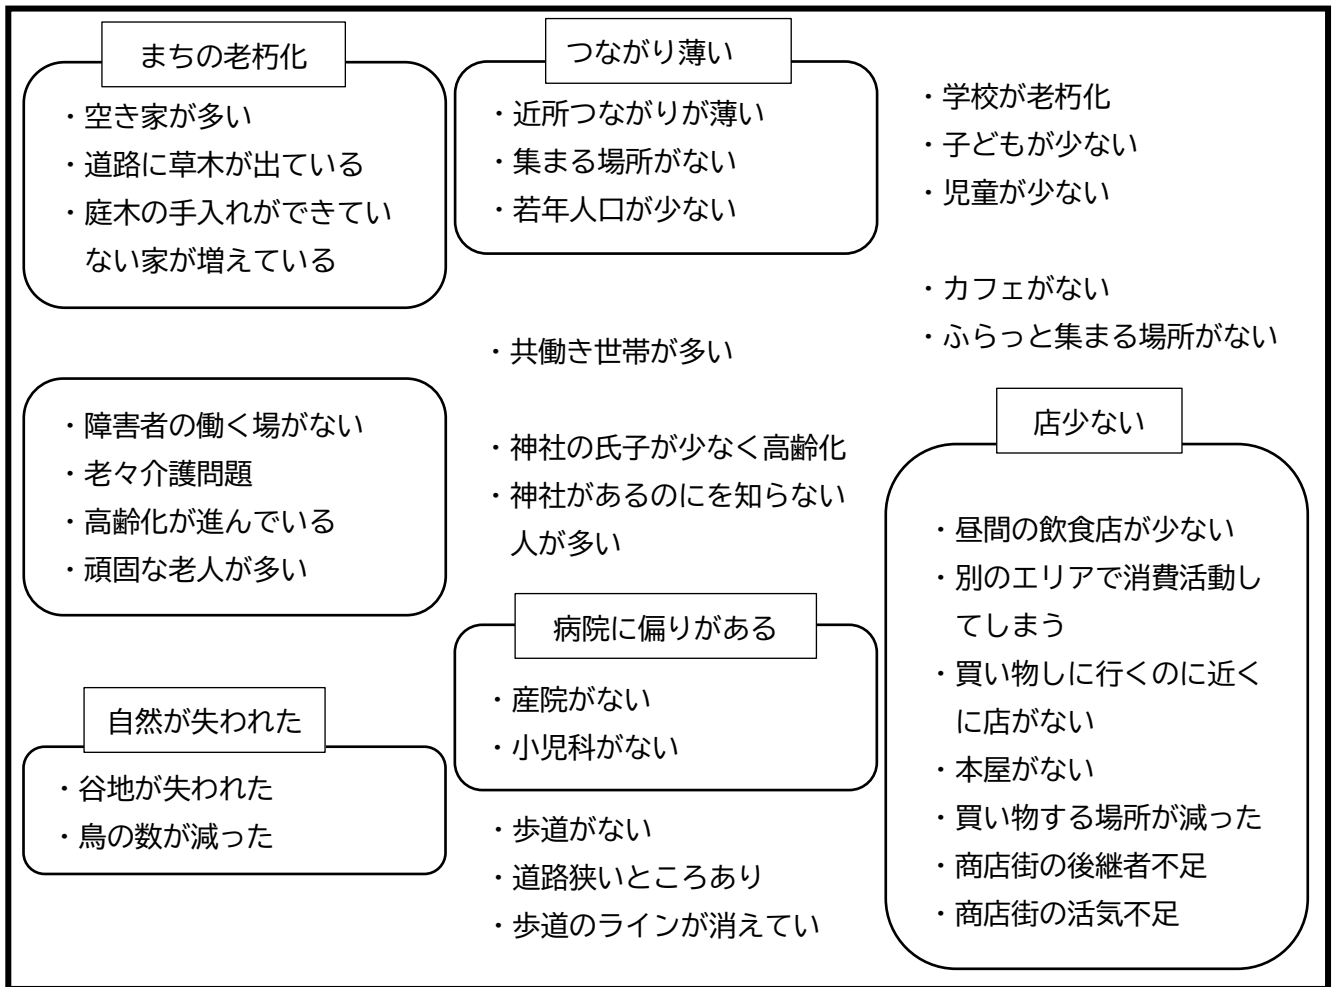 まちの老朽化
・空き家が多い
・道路に草木が出ている
・庭木の手入れができてい
ない家が増えている
・障害者の働く場がない
・老々介護問題
・高齢化が進んでいる
・頑固な老人が多い
自然が失われた
・谷地が失われた
・鳥の数が減った
つながり薄い
・近所つながりが薄い
・集まる場所がない
・若年人口が少ない
・共働き世帯が多い
・神社の氏子が少なく高齢化
・神社があるのにを知らない
人が多い
病院に偏りがある
・産院がない
・小児科がない
・歩道がない
・道路狭いところあり
・歩道のラインが消えてい
・学校が老朽化
・子どもが少ない
・児童が少ない
・カフェがない
・ふらっと集まる場所がない
店少ない
・昼間の飲食店が少ない
・別のエリアで消費活動し
てしまう
・買い物しに行くのに近く
に店がない
・本屋がない
・買い物する場所が減った
・商店街の後継者不足
・商店街の活気不足